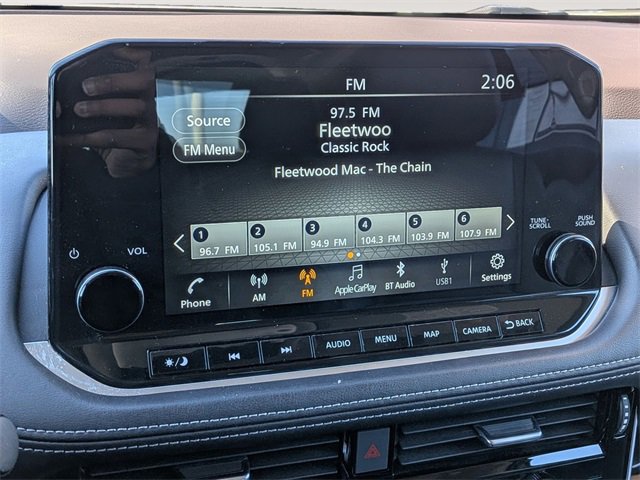 FM 2:06
Source
97.5 FM
Fleetwoo
Classic Rock
FM Menu
Fleetwood Mac - The Chain
1 2 3 4 5 6
96.7 FM 105.1 FM 94.9 FM 104.3 FM 103.9 FM 107.9 FM
Phone AM FM Apple CarPlay BT Audio USB1 Settings
VOL
TUNE·
SCROLL
PUSH
SOUND
AUDIO MENU MAP CAMERA BACK